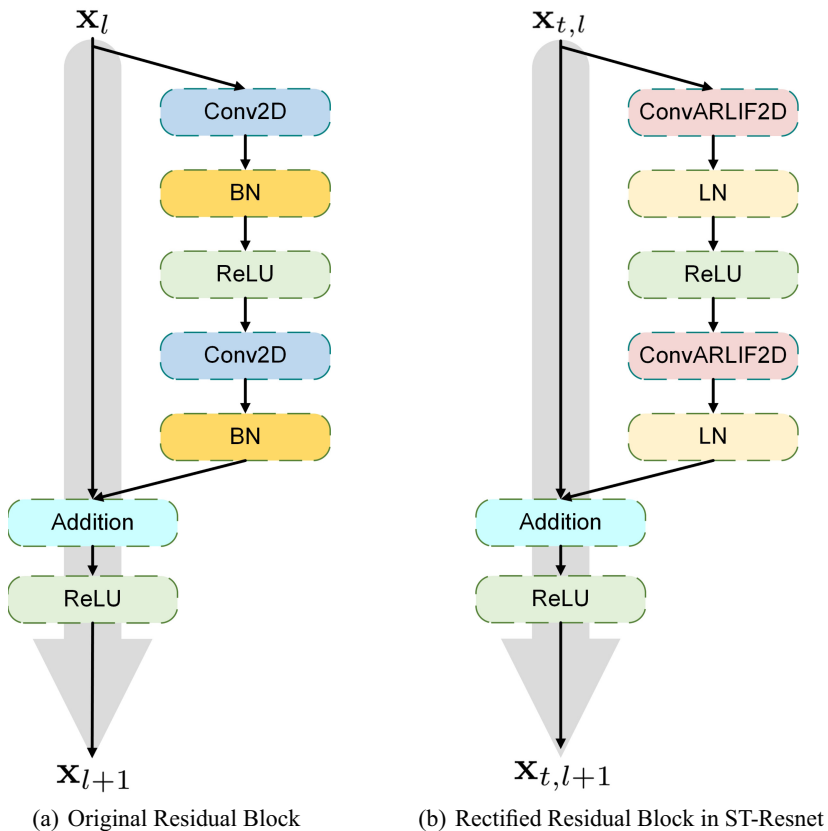 𝐱_l
Conv2D
BN
ReLU
Conv2D
BN
Addition
ReLU
𝐱_{l+1}
(a) Original Residual Block
𝐱_{t,l}
ConvARLIF2D
LN
ReLU
ConvARLIF2D
LN
Addition
ReLU
𝐱_{t,l+1}
(b) Rectified Residual Block in ST-Resnet